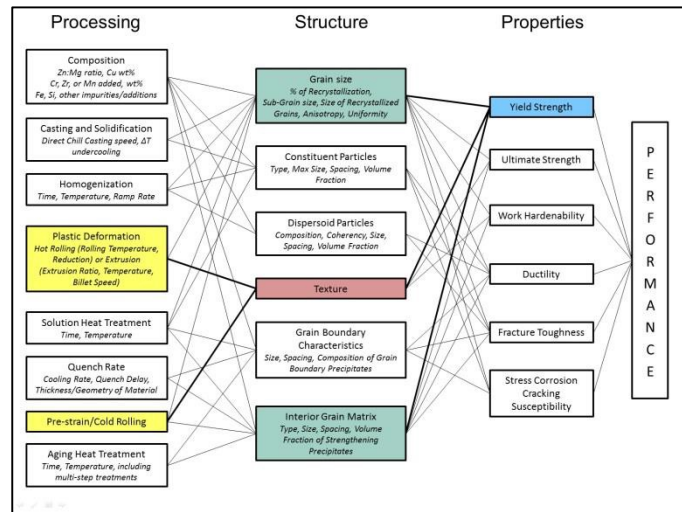 Processing
Structure
Properties
Composition
Zn:Mg ratio, Cu wt%
Cr, Zr, or Mn added, wt%
Fe, Si, other impurities/additions
Casting and Solidification
Direct Chill Casting speed, ΔT
undercooling
Homogenization
Time, Temperature, Ramp Rate
Plastic Deformation
Hot Rolling (Rolling Temperature,
Reduction) or Extrusion
(Extrusion Ratio, Temperature,
Billet Speed)
Solution Heat Treatment
Time, Temperature
Quench Rate
Cooling Rate, Quench Delay,
Thickness/Geometry of Material
Pre-strain/Cold Rolling
Aging Heat Treatment
Time, Temperature, including
multi-step treatments
Grain size
% of Recrystallization,
Sub-Grain size, Size of Recrystallized
Grains, Anisotropy, Uniformity
Constituent Particles
Type, Max Size, Spacing, Volume
Fraction
Dispersoid Particles
Composition, Coherency, Size,
Spacing, Volume Fraction
Texture
Grain Boundary
Characteristics
Size, Spacing, Composition of Grain
Boundary Precipitates
Interior Grain Matrix
Type, Size, Spacing, Volume
Fraction of Strengthening
Precipitates
Yield Strength
Ultimate Strength
Work Hardenability
Ductility
Fracture Toughness
Stress Corrosion
Cracking
Susceptibility
PERFORMANCE